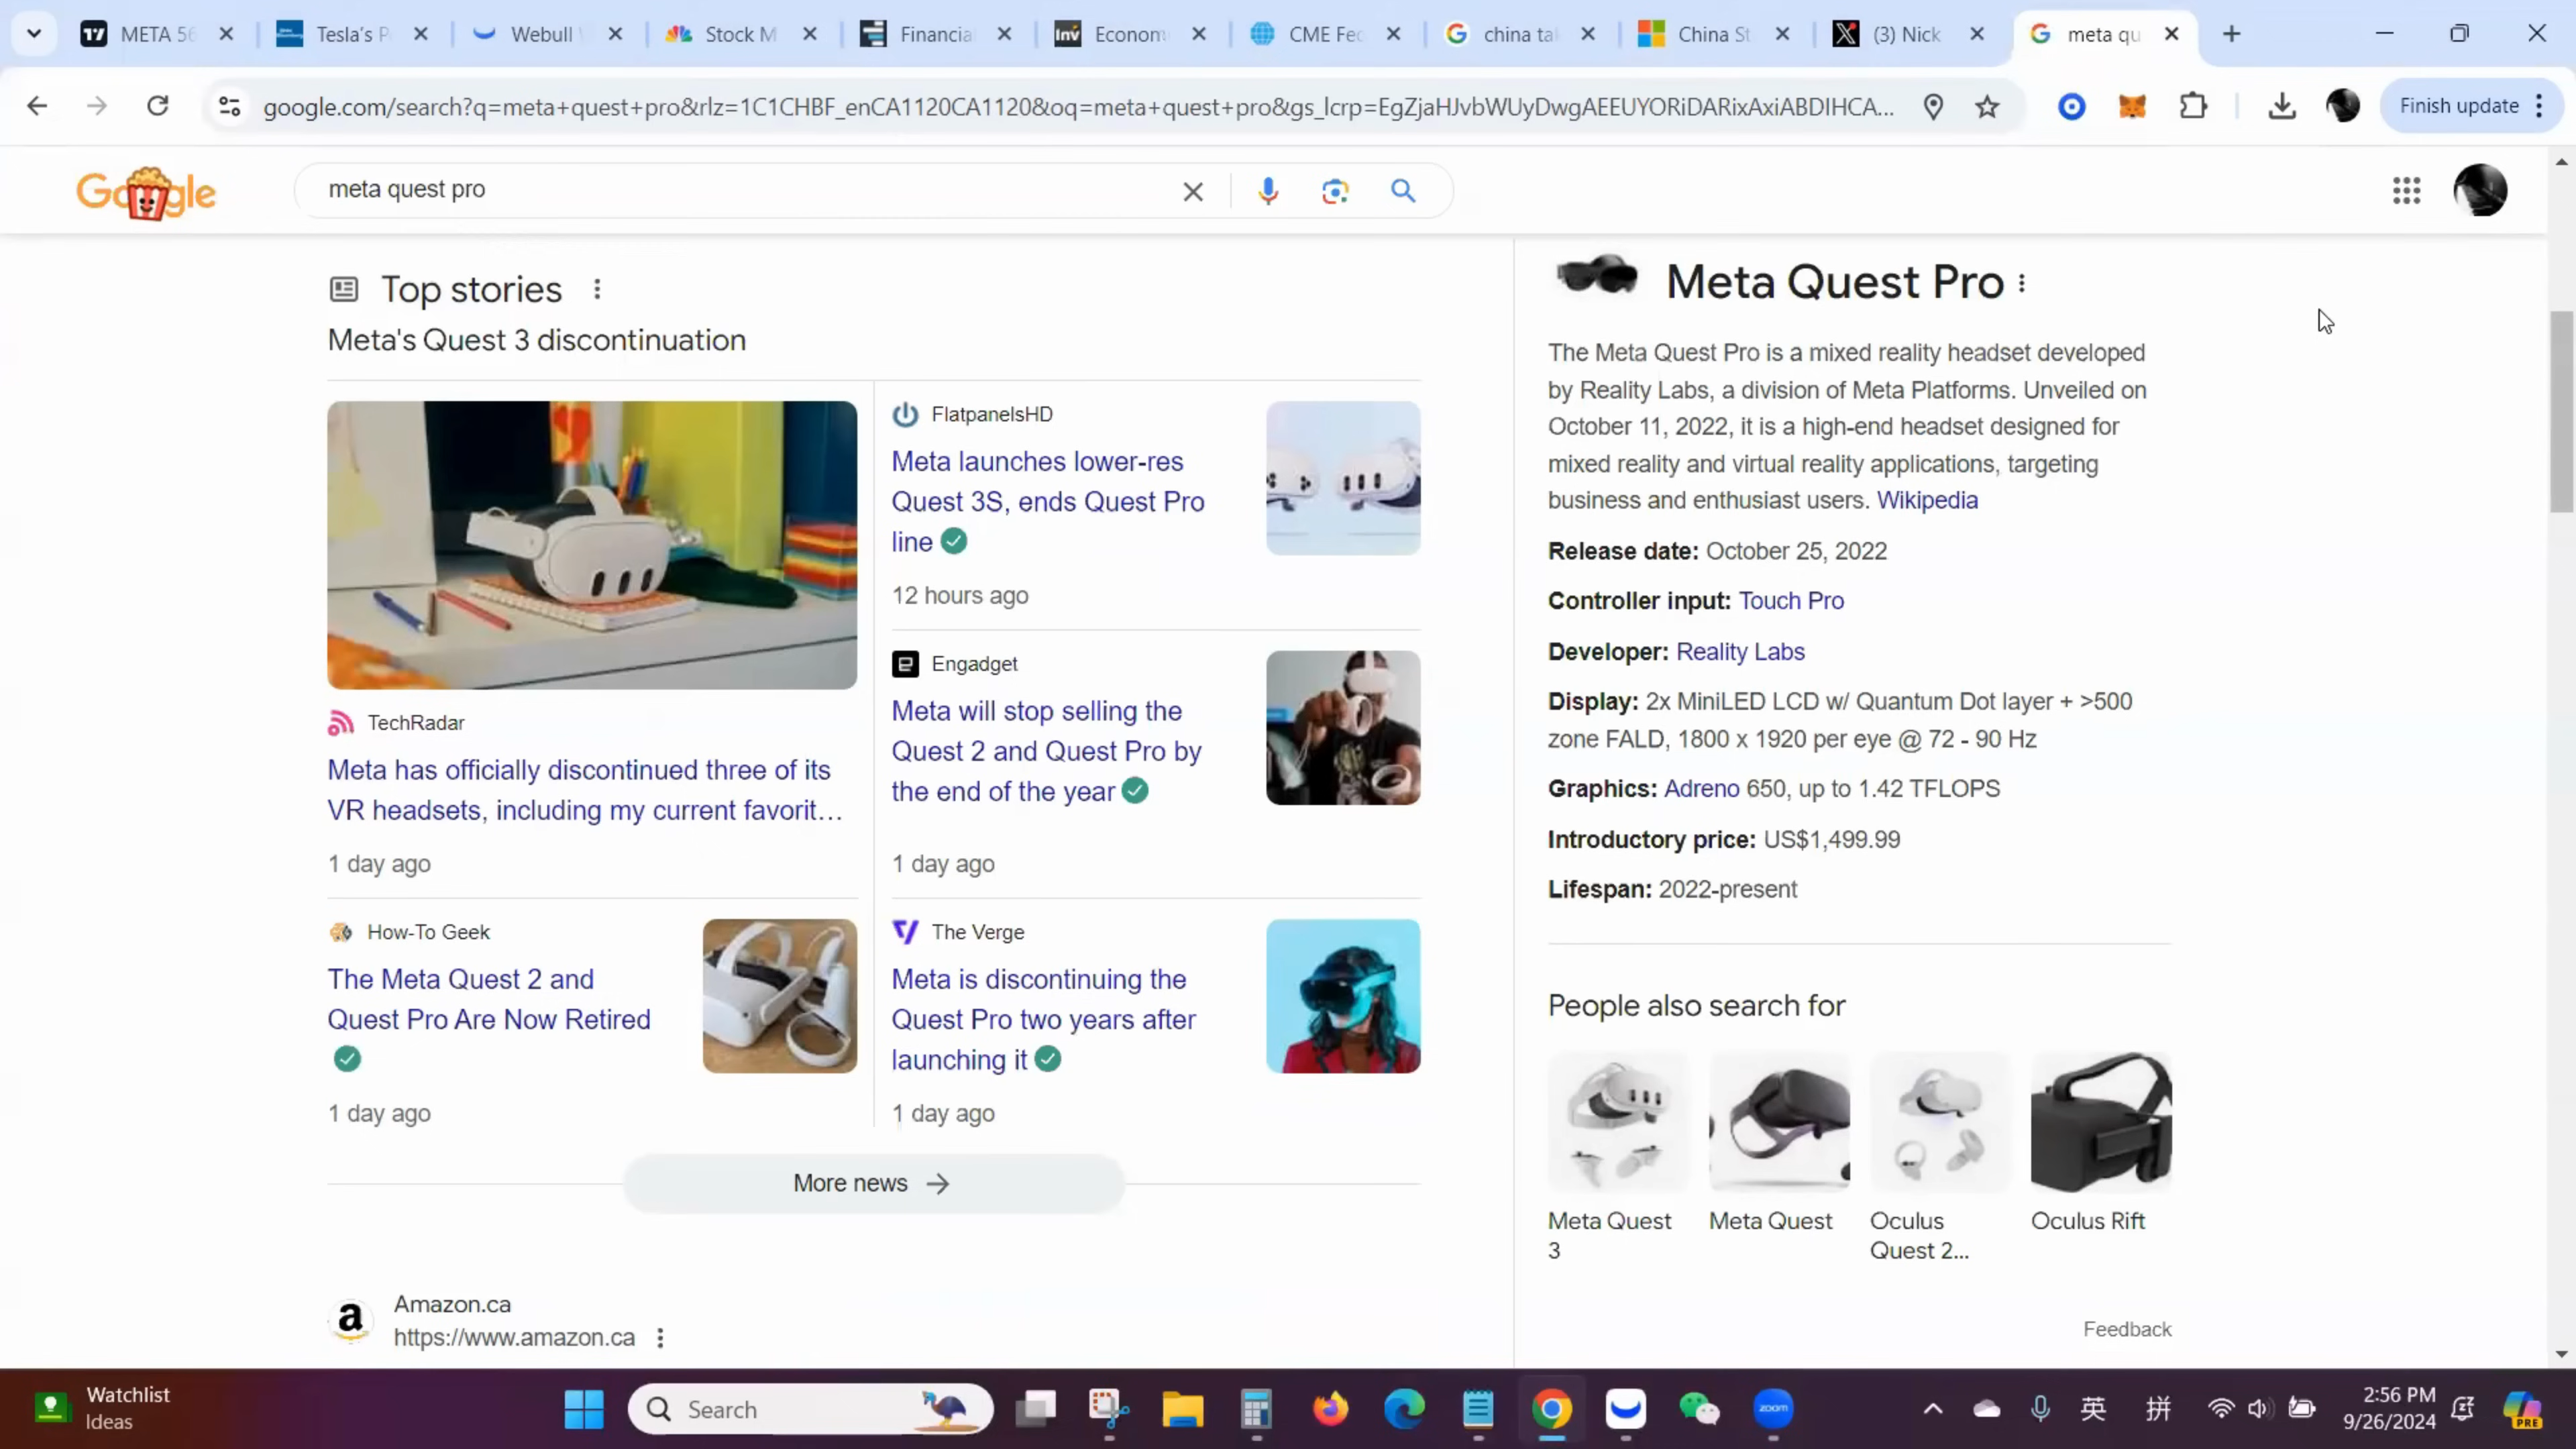 META 56
Tesla's P
Webull
Stock M
Financia
Econom
CME Fed
china tal
China St
(3) Nick
meta qu
google.com/search?q=meta+quest+pro&rlz=1C1CHBF_enCA1120CA1120&oq=meta+quest+pro&gs_lcrp=EgZjaHJvbWUyDwgAEEUYORiDARixAxiABDIHCA...
Finish update
Google
meta quest pro
Top stories
Meta's Quest 3 discontinuation
TechRadar
Meta has officially discontinued three of its
VR headsets, including my current favorit...
1 day ago
How-To Geek
The Meta Quest 2 and
Quest Pro Are Now Retired
1 day ago
FlatpanelsHD
Meta launches lower-res
Quest 3S, ends Quest Pro
line
12 hours ago
Engadget
Meta will stop selling the
Quest 2 and Quest Pro by
the end of the year
1 day ago
The Verge
Meta is discontinuing the
Quest Pro two years after
launching it
1 day ago
More news
Amazon.ca
https://www.amazon.ca
Meta Quest Pro
The Meta Quest Pro is a mixed reality headset developed
by Reality Labs, a division of Meta Platforms. Unveiled on
October 11, 2022, it is a high-end headset designed for
mixed reality and virtual reality applications, targeting
business and enthusiast users. Wikipedia
Release date: October 25, 2022
Controller input: Touch Pro
Developer: Reality Labs
Display: 2x MiniLED LCD w/ Quantum Dot layer + >500
zone FALD, 1800 x 1920 per eye @ 72 - 90 Hz
Graphics: Adreno 650, up to 1.42 TFLOPS
Introductory price: US$1,499.99
Lifespan: 2022-present
People also search for
Meta Quest
3
Meta Quest
Oculus
Quest 2...
Oculus Rift
Feedback
Watchlist
Ideas
Search
zoom
英
拼
2:56 PM
9/26/2024
PRE